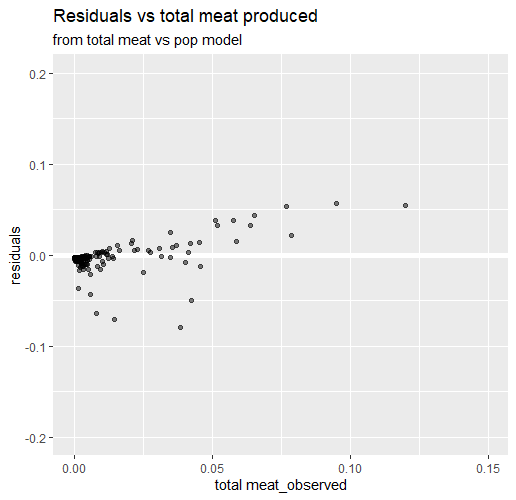 Residuals vs total meat produced
from total meat vs pop model
0.2
0.1
0.0
-0.1
-0.2
residuals
0.00
0.05
0.10
0.15
total meat_observed